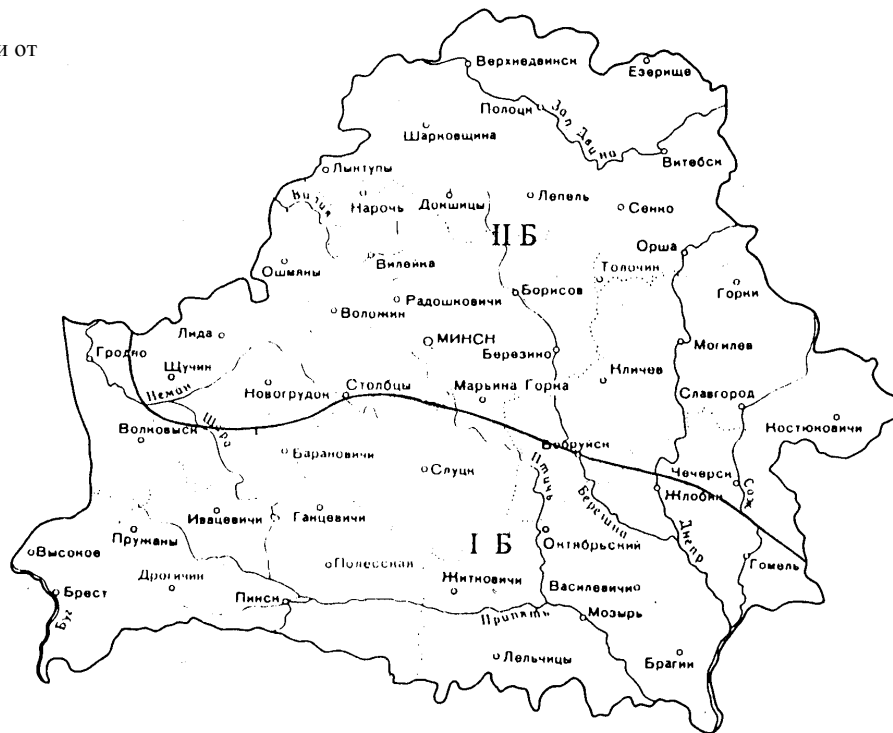 и от
Верхнедвинск
Езерище
Полоцк
Зап Двина
Шарковщина
Витебск
Лынтупы
Вилия
Нарочь
Докшицы
Лепель
Сенко
II Б
Орша
Ошмяны
Вилейка
Толочин
Борисов
Горки
Радошковичи
Воложин
Лида
МИНСК
Гродно
Березино
Могилев
Щучин
Неман
Новогрудок
Столбцы
Марьина Горка
Кличев
Славгород
Щара
Костюковичи
Волковыск
Барановичи
Бобруйск
Слуцк
Птичь
Чечерск
Сож
Жлобин
Березина
Ивацевичи
Ганцевичи
Днепр
Пружаны
I Б
Октябрьский
Высокое
Полесская
Гомель
Дрогичин
Житковичи
Василевичи
Брест
Пинск
Припять
Мозырь
Буг
Лельчицы
Брагин